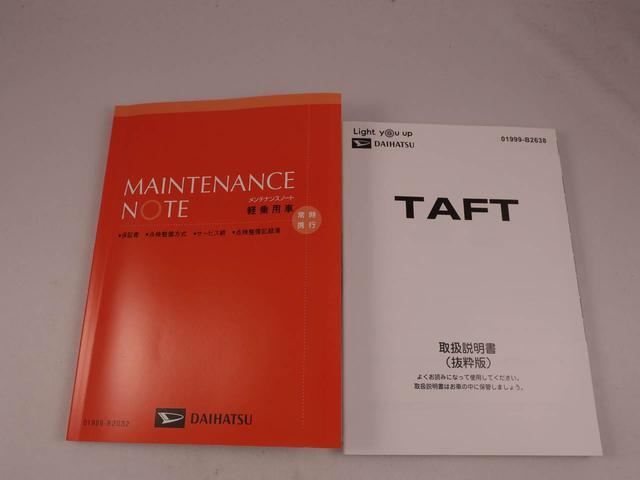 MAINTENANCE
NOTE
メンテナンスノート
軽乗用車
常時
携行
•保証書 •点検整備方式 •サービス網 •点検整備記録簿
DAIHATSU
01999-B2032
Light you up
DAIHATSU
01999-B2638
TAFT
取扱説明書
(抜粋版)
よくお読みになって使用してください。
取扱説明書はお車の中に保管しましょう。